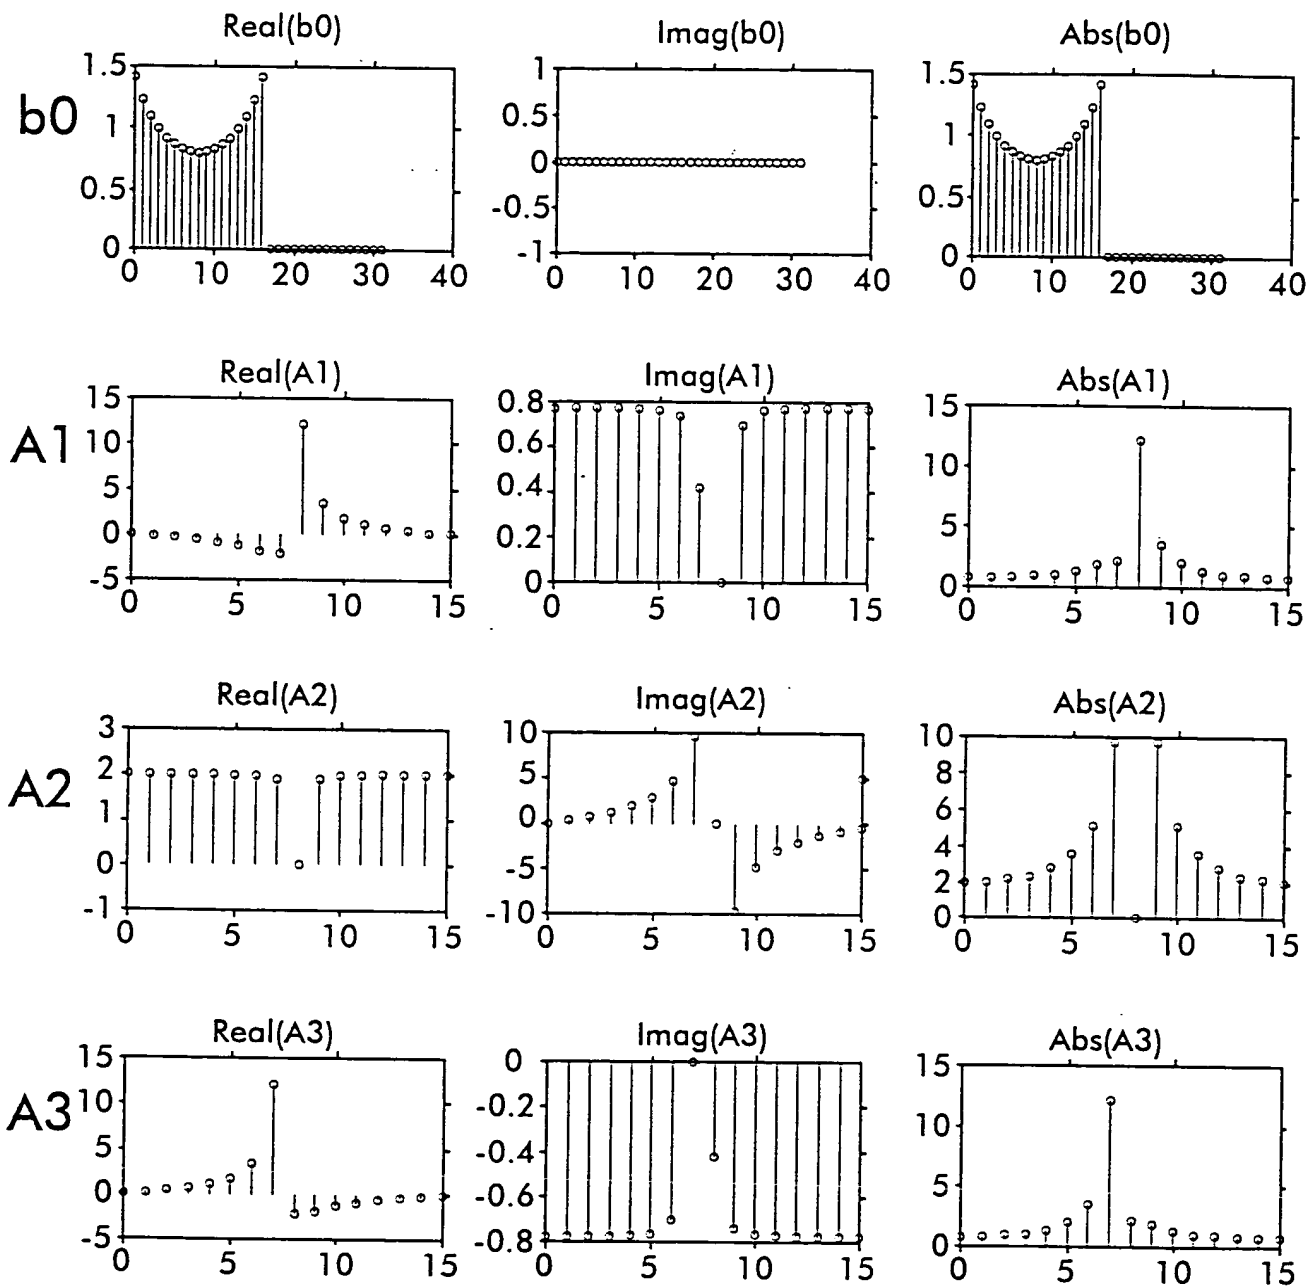 Real(b0) Imag(b0) Abs(b0)
b0
1.5 1 0.5 0
0 10 20 30 40
1 0.5 0 -0.5 -1
0 10 20 30 40
1.5 1 0.5 0
0 10 20 30 40
Real(A1) Imag(A1) Abs(A1)
A1
15 10 5 0 -5
0 5 10 15
0.8 0.6 0.4 0.2 0
0 5 10 15
15 10 5 0
0 5 10 15
Real(A2) Imag(A2) Abs(A2)
A2
3 2 1 0 -1
0 5 10 15
10 5 0 -5 -10
0 5 10 15
10 8 6 4 2 0
0 5 10 15
Real(A3) Imag(A3) Abs(A3)
A3
15 10 5 0 -5
0 5 10 15
0 -0.2 -0.4 -0.6 -0.8
0 5 10 15
15 10 5 0
0 5 10 15